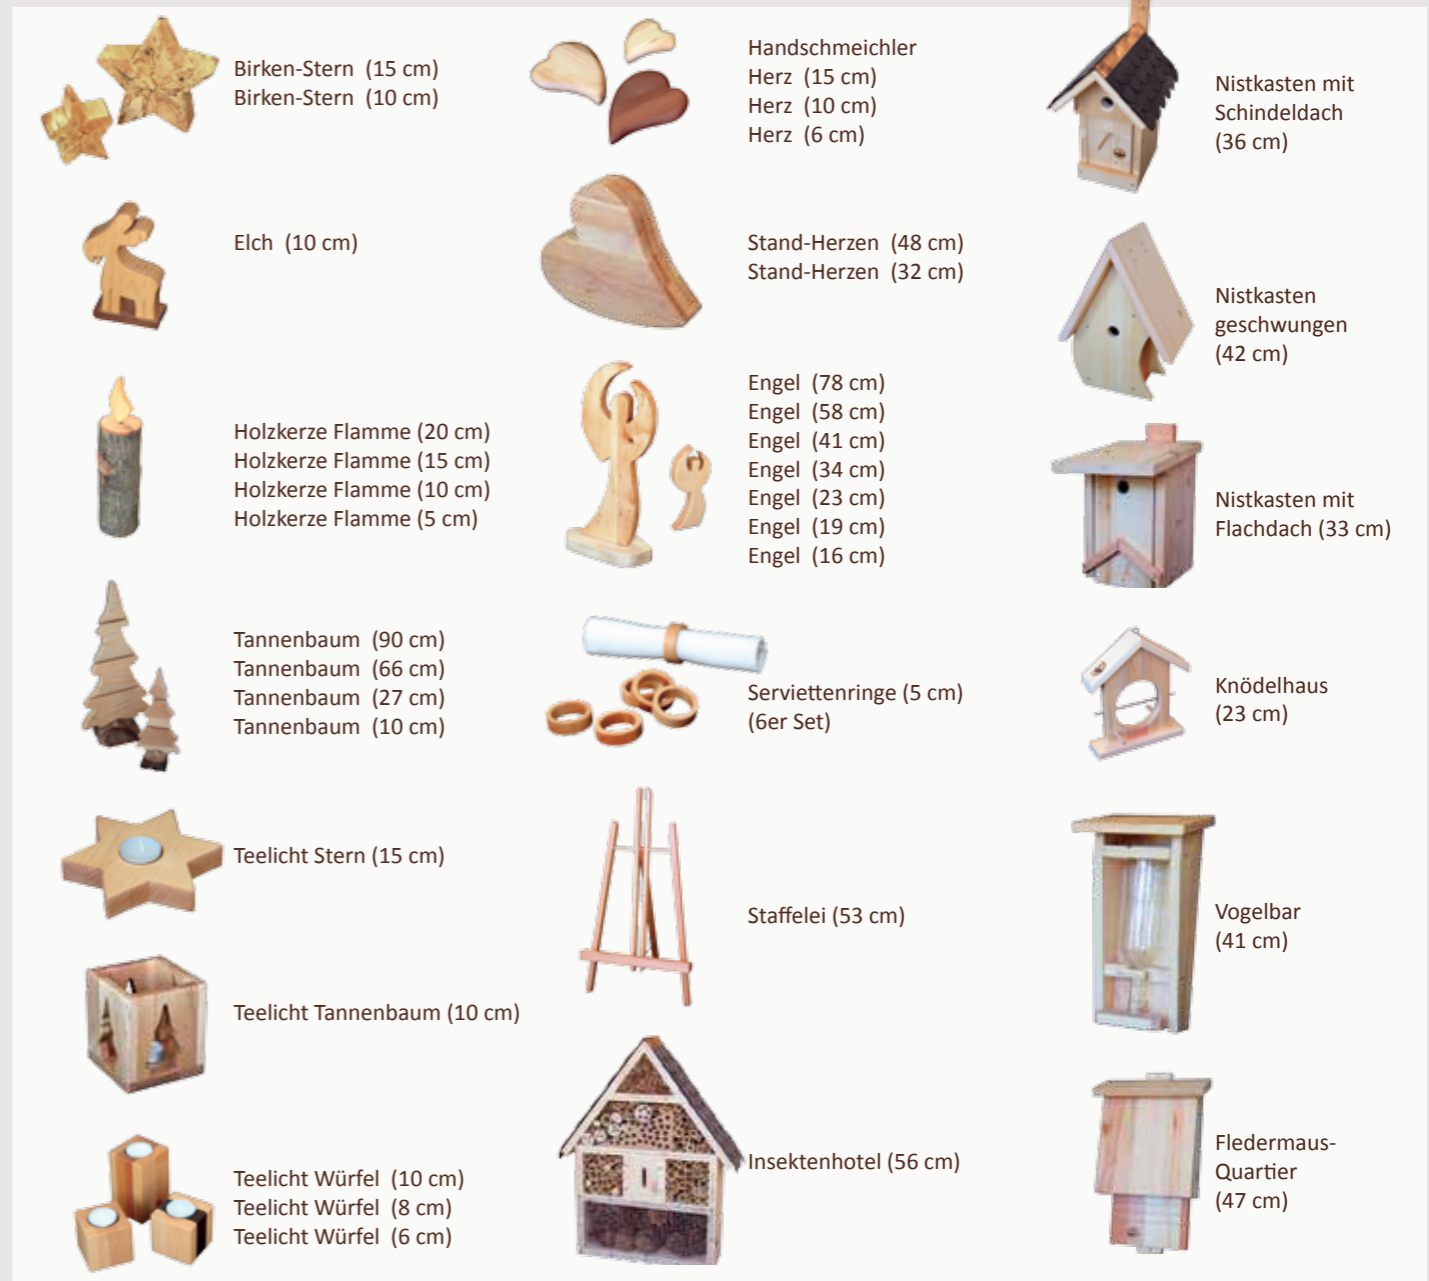 Birken-Stern (15 cm)
Birken-Stern (10 cm)
Elch (10 cm)
Holzkerze Flamme (20 cm)
Holzkerze Flamme (15 cm)
Holzkerze Flamme (10 cm)
Holzkerze Flamme (5 cm)
Tannenbaum (90 cm)
Tannenbaum (66 cm)
Tannenbaum (27 cm)
Tannenbaum (10 cm)
Teelicht Stern (15 cm)
Teelicht Tannenbaum (10 cm)
Teelicht Würfel (10 cm)
Teelicht Würfel (8 cm)
Teelicht Würfel (6 cm)
Handschmeichler
Herz (15 cm)
Herz (10 cm)
Herz (6 cm)
Stand-Herzen (48 cm)
Stand-Herzen (32 cm)
Engel (78 cm)
Engel (58 cm)
Engel (41 cm)
Engel (34 cm)
Engel (23 cm)
Engel (19 cm)
Engel (16 cm)
Serviettenringe (5 cm)
(6er Set)
Staffelei (53 cm)
Insektenhotel (56 cm)
Nistkasten mit
Schindeldach
(36 cm)
Nistkasten
geschwungen
(42 cm)
Nistkasten mit
Flachdach (33 cm)
Knödelhaus
(23 cm)
Vogelbar
(41 cm)
Fledermaus-
Quartier
(47 cm)